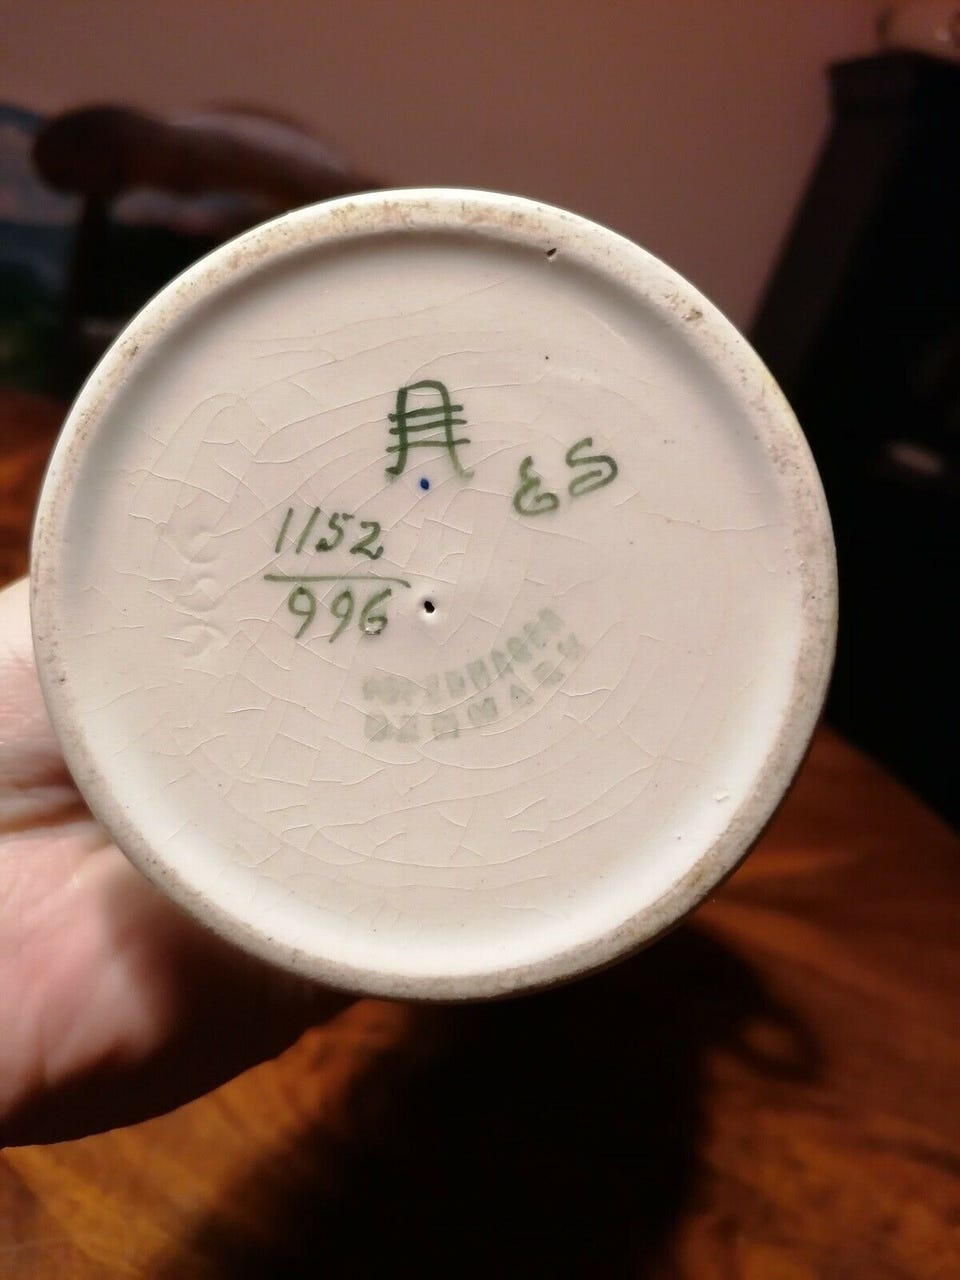 A
ES
1152
996
COPENHAGEN
DENMARK